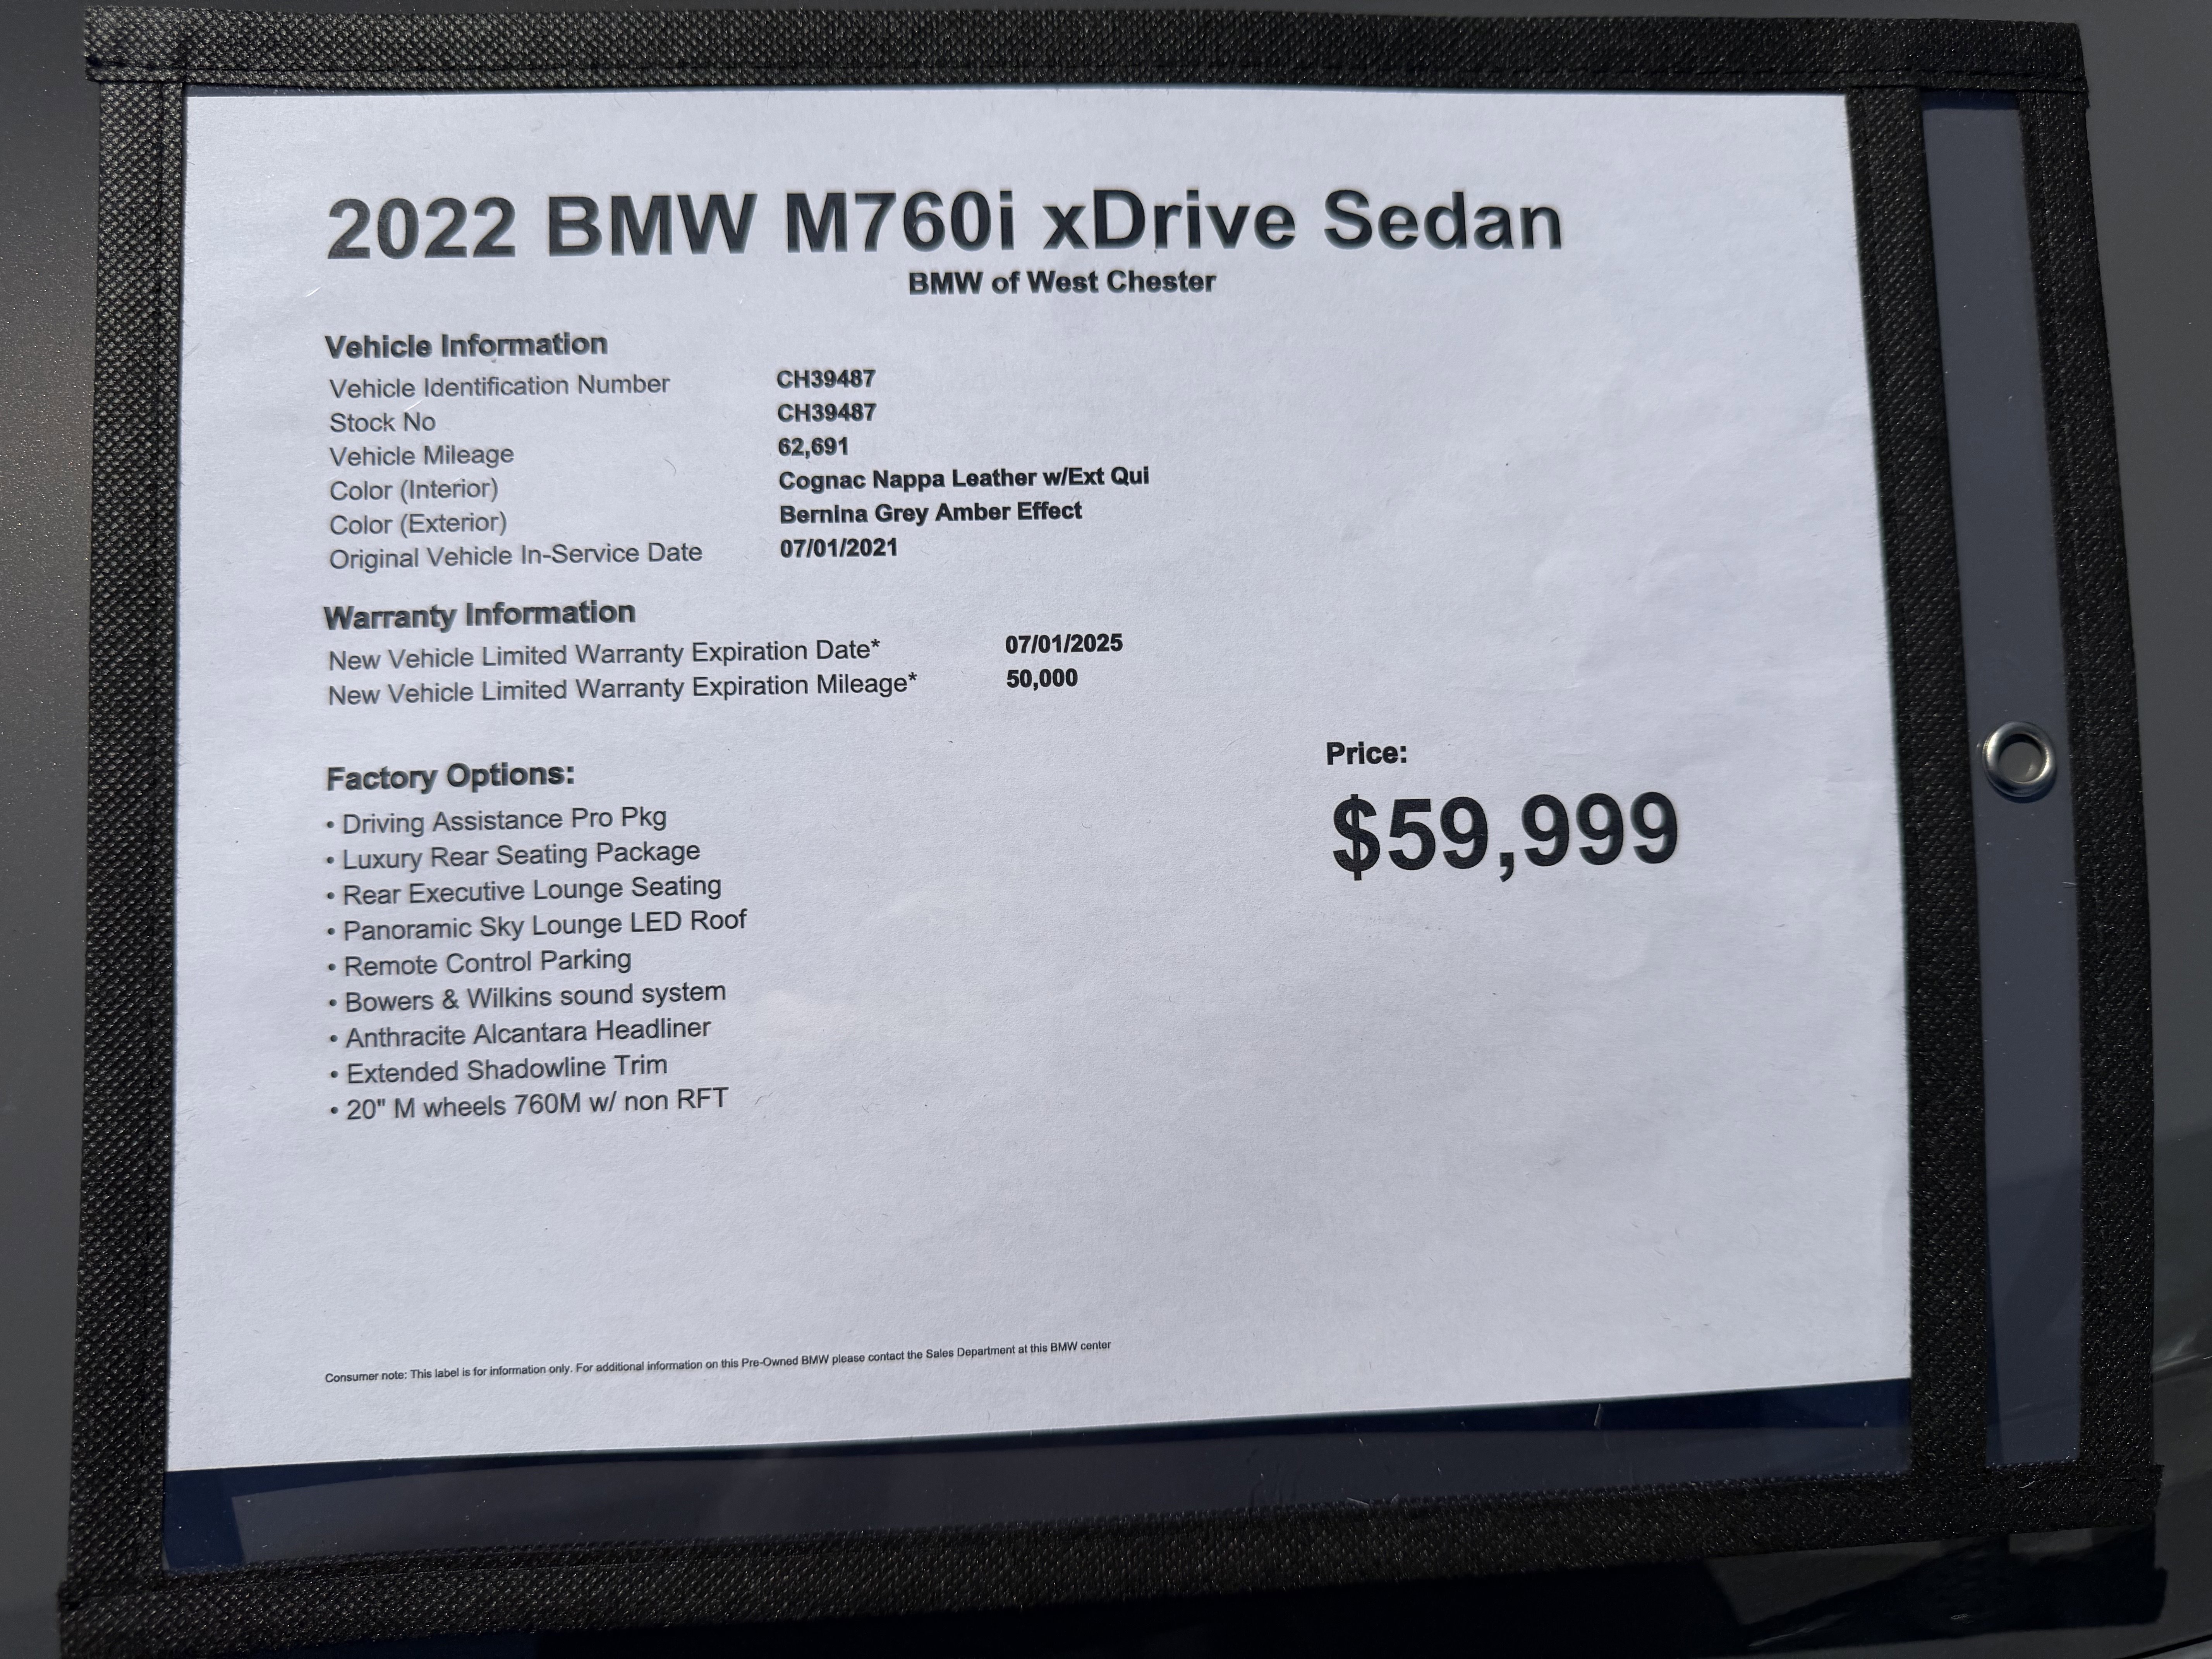 2022 BMW M760i xDrive Sedan
BMW of West Chester
Vehicle Information
Vehicle Identification Number CH39487
Stock No CH39487
Vehicle Mileage 62,691
Color (Interior) Cognac Nappa Leather w/Ext Qui
Color (Exterior) Bernina Grey Amber Effect
Original Vehicle In-Service Date 07/01/2021
Warranty Information
New Vehicle Limited Warranty Expiration Date* 07/01/2025
New Vehicle Limited Warranty Expiration Mileage* 50,000
Factory Options:
• Driving Assistance Pro Pkg
• Luxury Rear Seating Package
• Rear Executive Lounge Seating
• Panoramic Sky Lounge LED Roof
• Remote Control Parking
• Bowers & Wilkins sound system
• Anthracite Alcantara Headliner
• Extended Shadowline Trim
• 20" M wheels 760M w/ non RFT
Price:
$59,999
Consumer note: This label is for information only. For additional information on this Pre-Owned BMW please contact the Sales Department at this BMW center